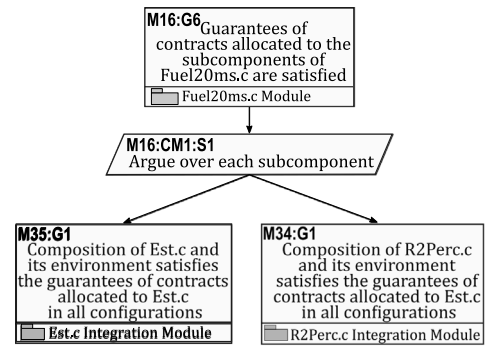 M16:G6
Guarantees of
contracts allocated to the
subcomponents of
Fuel20ms.c are satisfied
Fuel20ms.c Module
M16:CM1:S1
Argue over each subcomponent
M35:G1
Composition of Est.c and
its environment satisfies
the guarantees of contracts
allocated to Est.c
in all configurations
Est.c Integration Module
M34:G1
Composition of R2Perc.c
and its environment
satisfies the guarantees of
contracts allocated to Est.c
in all configurations
R2Perc.c Integration Module